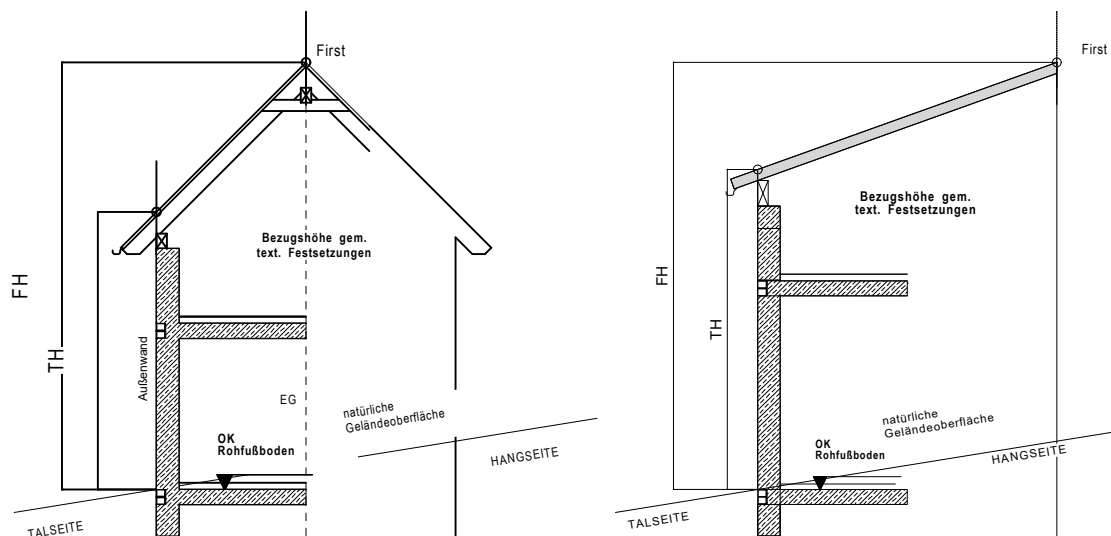 First
Bezugshöhe gem.
text. Festsetzungen
FH
TH
Außenwand
EG
natürliche
Geländeoberfläche
OK
Rohfußboden
HANGSEITE
TALSEITE
First
Bezugshöhe gem.
text. Festsetzungen
FH
TH
natürliche
Geländeoberfläche
OK
Rohfußboden
HANGSEITE
TALSEITE